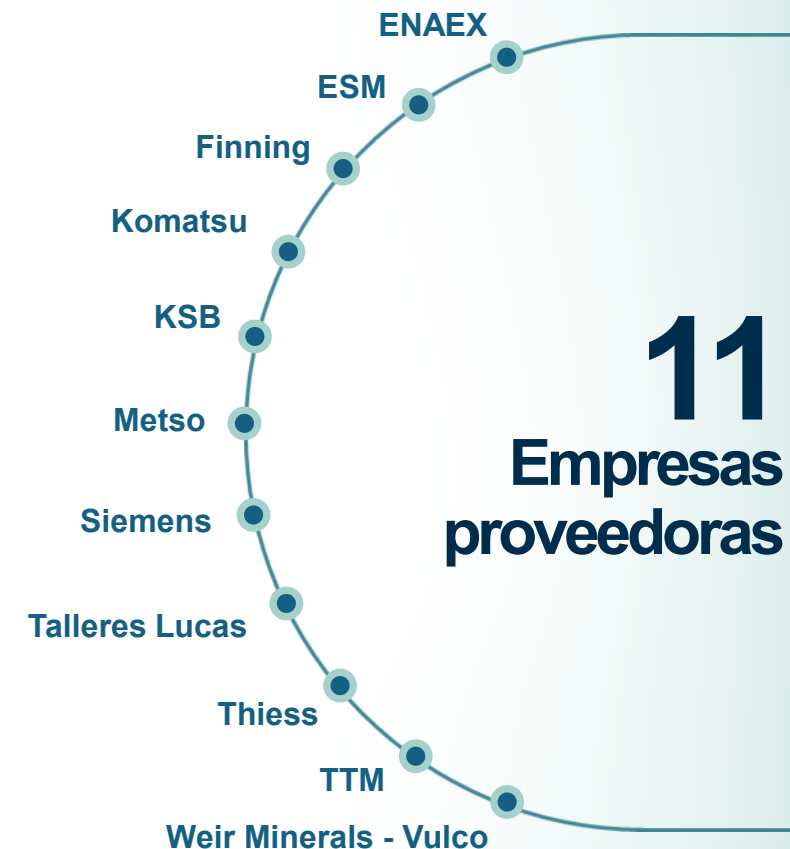 ENAEX
ESM
Finning
Komatsu
KSB
Metso
Siemens
Talleres Lucas
Thiess
TTM
Weir Minerals - Vulco
11
Empresas
proveedoras